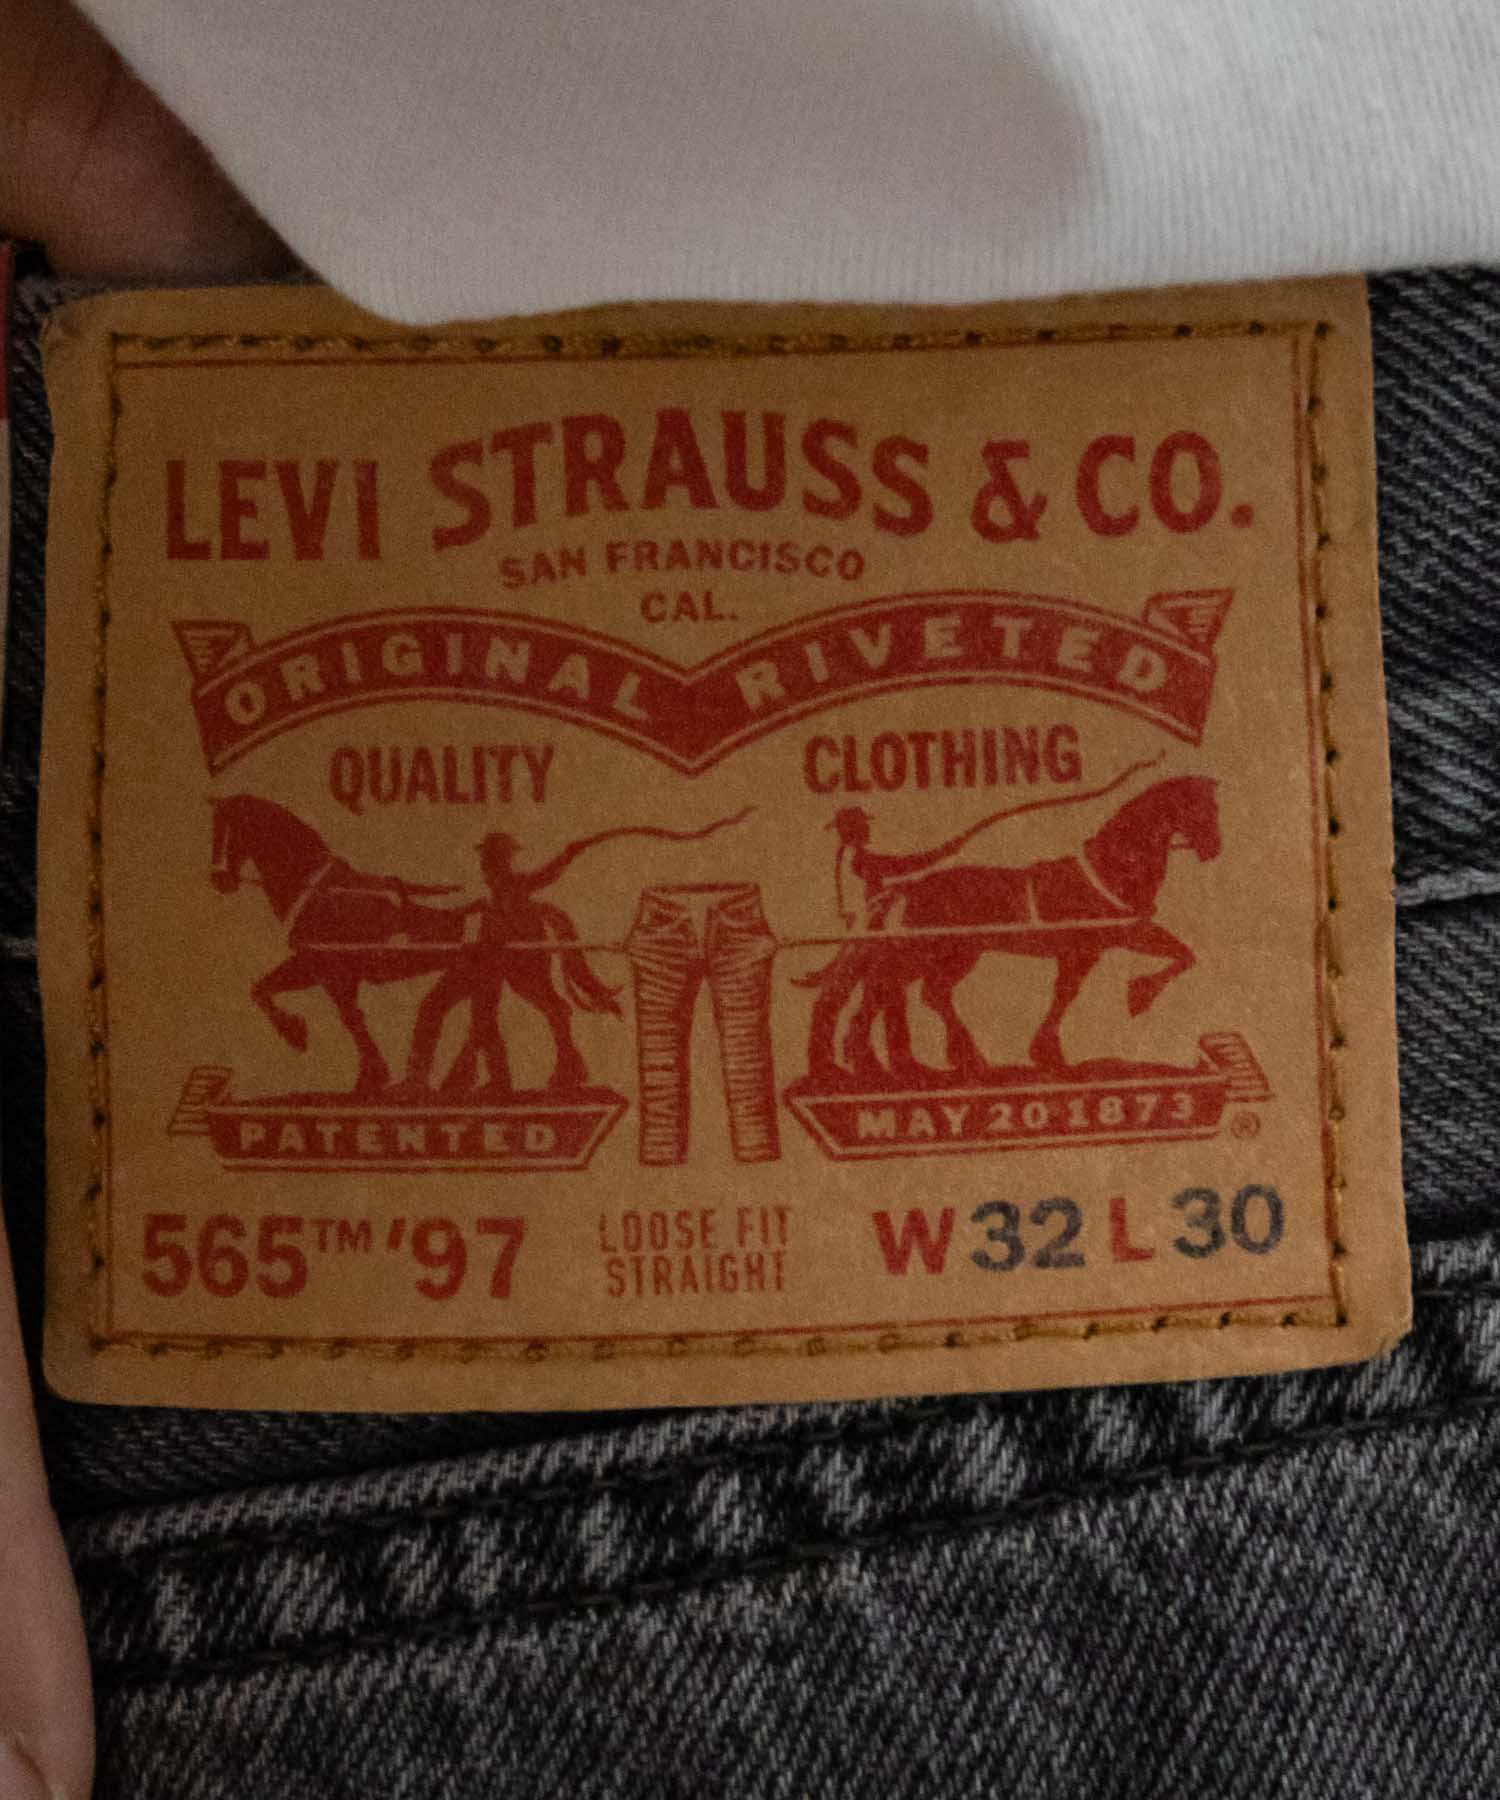 LEVI STRAUSS & CO.
SAN FRANCISCO
CAL.
ORIGINAL RIVETED
QUALITY CLOTHING
PATENTED MAY 20 1873 ®
565™ '97 LOOSE FIT STRAIGHT W 32 L 30